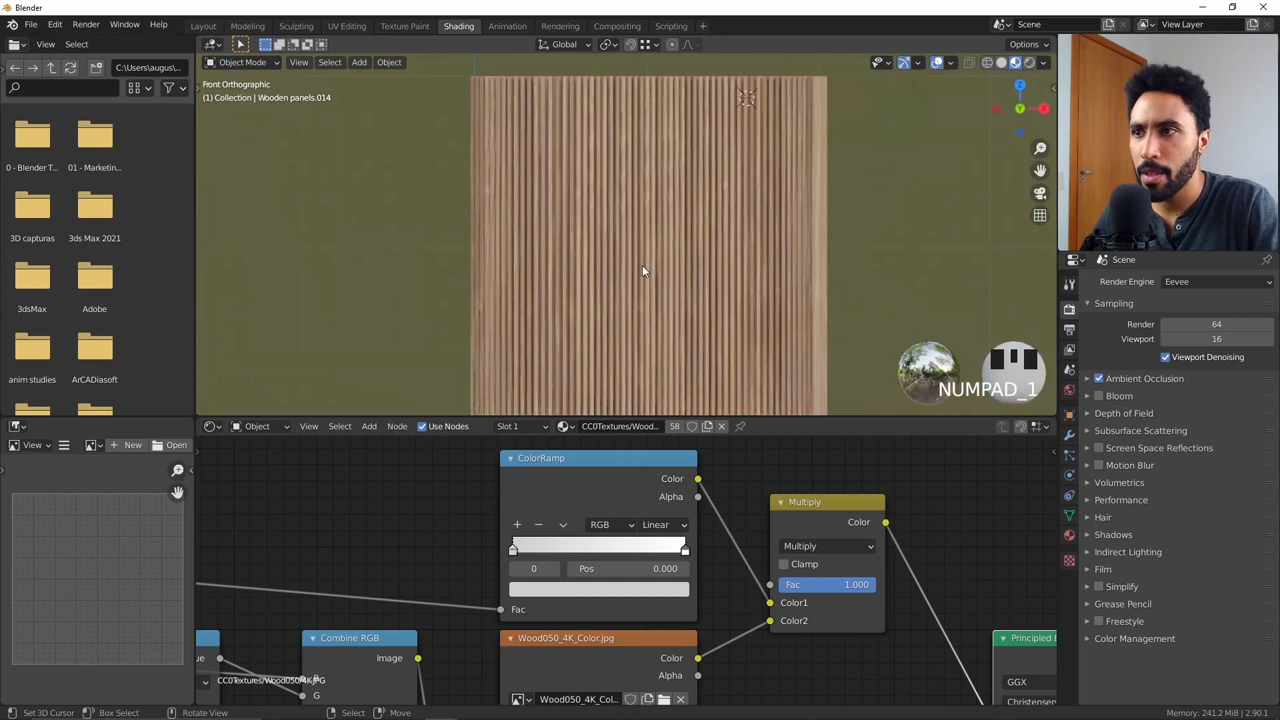 Blender
File Edit Render Window Help
Layout Modeling Sculpting UV Editing Texture Paint Shading Animation Rendering Compositing Scripting +
Scene
View Layer
View Select
Global
Options
C:\Users\augus...
Object Mode View Select Add Object
Front Orthographic
(1) Collection | Wooden panels.014
0 - Blender T...
01 - Marketin...
3D capturas
3ds Max 2021
3dsMax
Adobe
anim studies
ArCADiasoft
NUMPAD_1
Scene
Render Engine Eevee
Sampling
Render 64
Viewport 16
Viewport Denoising
Ambient Occlusion
Bloom
Depth of Field
Subsurface Scattering
Screen Space Reflections
Motion Blur
Volumetrics
Performance
Hair
Shadows
Indirect Lighting
Film
Simplify
Grease Pencil
Freestyle
Color Management
View
New
Open
Object View Select Add Node Use Nodes Slot 1 CC0Textures/Wood... 58
ColorRamp
Color
Alpha
RGB Linear
0 Pos 0.000
Fac
Multiply
Color
Multiply
Clamp
Fac 1.000
Color1
Color2
Combine RGB
Image
G
ue
CC0Textures/Wood050/4K/JPG
Wood050_4K_Color.jpg
Color
Alpha
Wood050_4K_Col...
Principled B
GGX
Christensen
Set 3D Cursor Box Select Rotate View Select Move
Memory: 241.2 MiB | 2.90.1